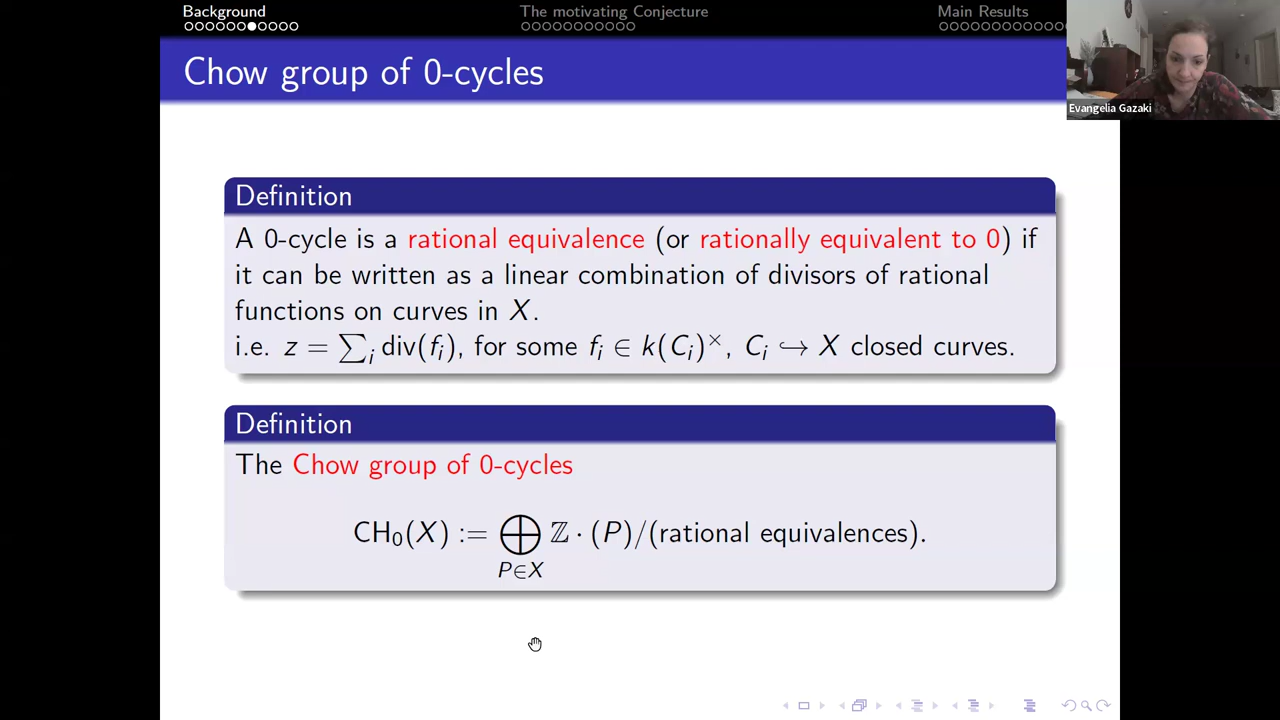 Background
The motivating Conjecture
Main Results
Chow group of 0-cycles
Evangelia Gazaki
Definition
A 0-cycle is a rational equivalence (or rationally equivalent to 0) if
it can be written as a linear combination of divisors of rational
functions on curves in X.
i.e. z = ∑ᵢ div(fᵢ), for some fᵢ ∈ k(Cᵢ)ˣ, Cᵢ ↪ X closed curves.
Definition
The Chow group of 0-cycles
CH₀(X) := ⨁ ℤ · (P)/(rational equivalences).
P∈X